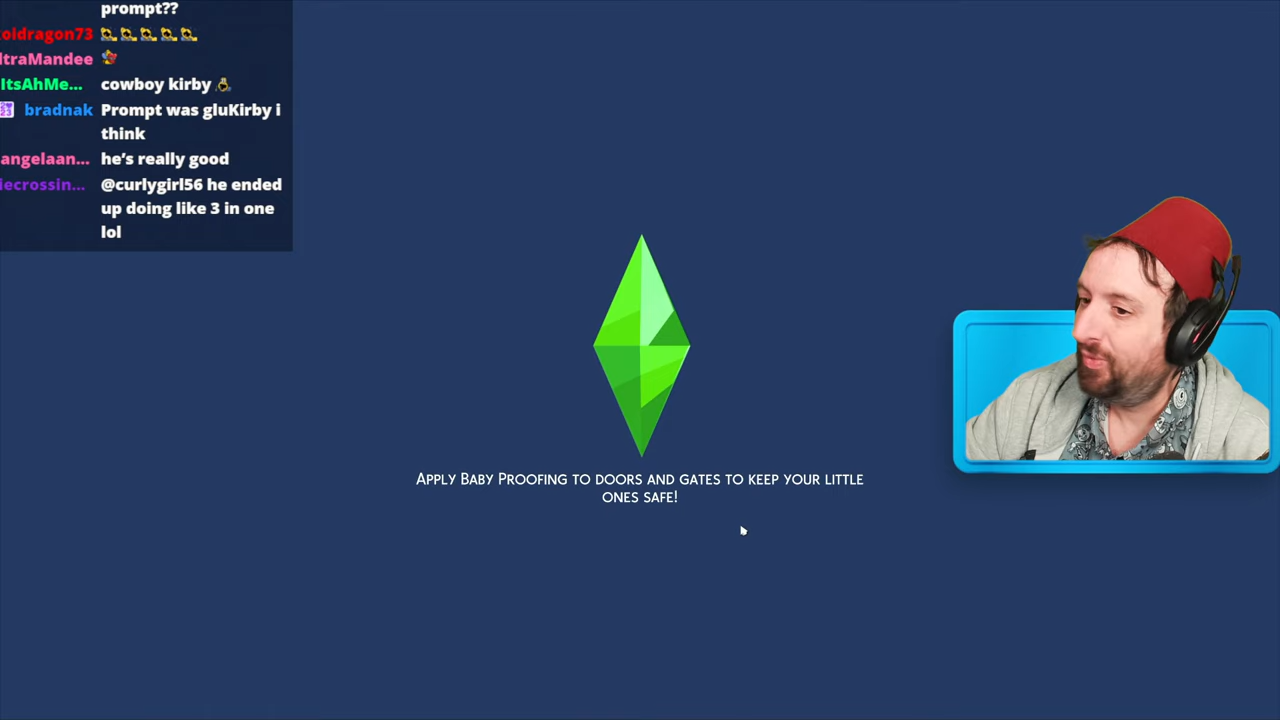 prompt??
oldragon73
ltraMandee
ItsAhMe... cowboy kirby
23 bradnak Prompt was gluKirby i
think
angelaan... he's really good
iecrossin... @curlygirl56 he ended
up doing like 3 in one
lol
Apply Baby Proofing to doors and gates to keep your little
ones safe!